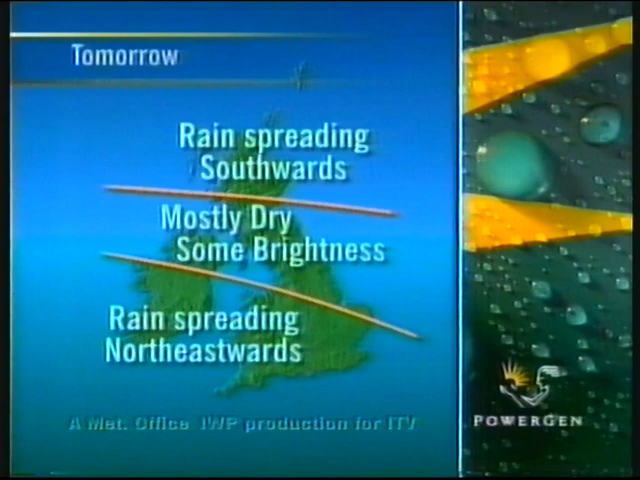 Tomorrow
Rain spreading
Southwards
Mostly Dry
Some Brightness
Rain spreading
Northeastwards
A Met. Office IWP production for ITV
POWERGEN